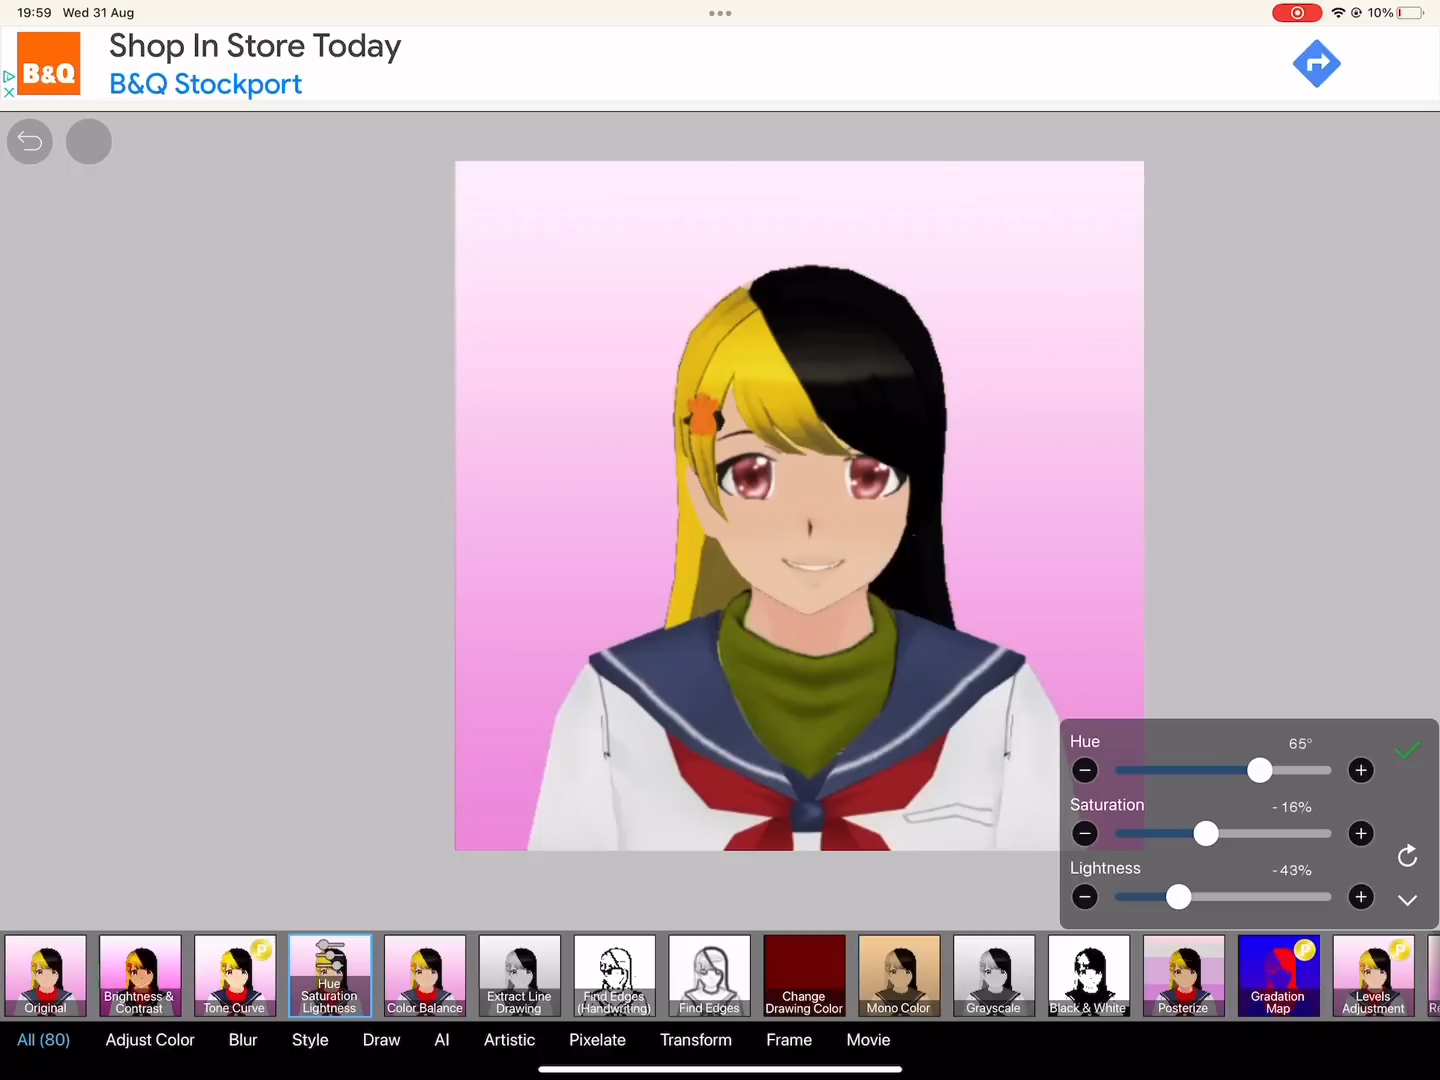 19:59 Wed 31 Aug
10%
B&Q
Shop In Store Today
B&Q Stockport
Hue
65°
Saturation
- 16%
Lightness
- 43%
Original
Brightness &
Contrast
P
Tone Curve
Hue
Saturation
Lightness
Color Balance
Extract Line
Drawing
Find Edges
(Handwriting)
Find Edges
Change
Drawing Color
Mono Color
Grayscale
Black & White
Posterize
P
Gradation
Map
P
Levels
Adjustment
All (80) Adjust Color Blur Style Draw AI Artistic Pixelate Transform Frame Movie